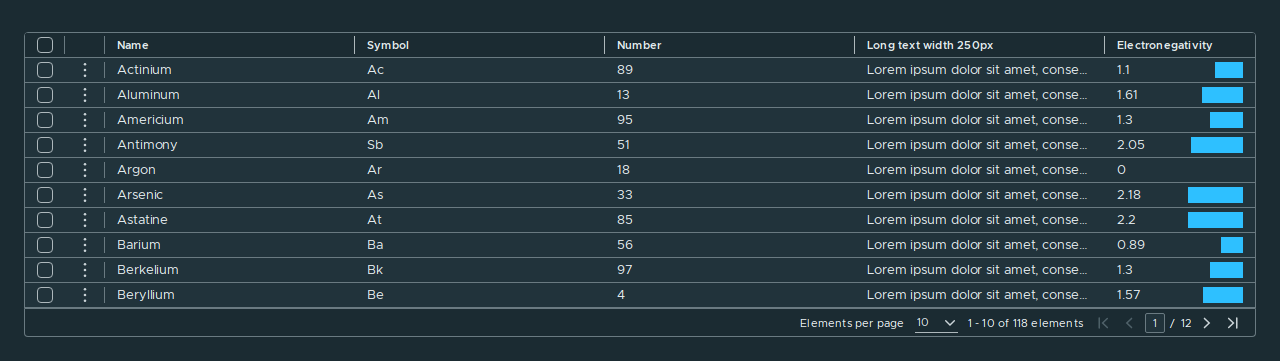 Name Symbol Number Long text width 250px Electronegativity
Actinium Ac 89 Lorem ipsum dolor sit amet, conse... 1.1
Aluminum Al 13 Lorem ipsum dolor sit amet, conse... 1.61
Americium Am 95 Lorem ipsum dolor sit amet, conse... 1.3
Antimony Sb 51 Lorem ipsum dolor sit amet, conse... 2.05
Argon Ar 18 Lorem ipsum dolor sit amet, conse... 0
Arsenic As 33 Lorem ipsum dolor sit amet, conse... 2.18
Astatine At 85 Lorem ipsum dolor sit amet, conse... 2.2
Barium Ba 56 Lorem ipsum dolor sit amet, conse... 0.89
Berkelium Bk 97 Lorem ipsum dolor sit amet, conse... 1.3
Beryllium Be 4 Lorem ipsum dolor sit amet, conse... 1.57
Elements per page 10 1 - 10 of 118 elements 1 / 12